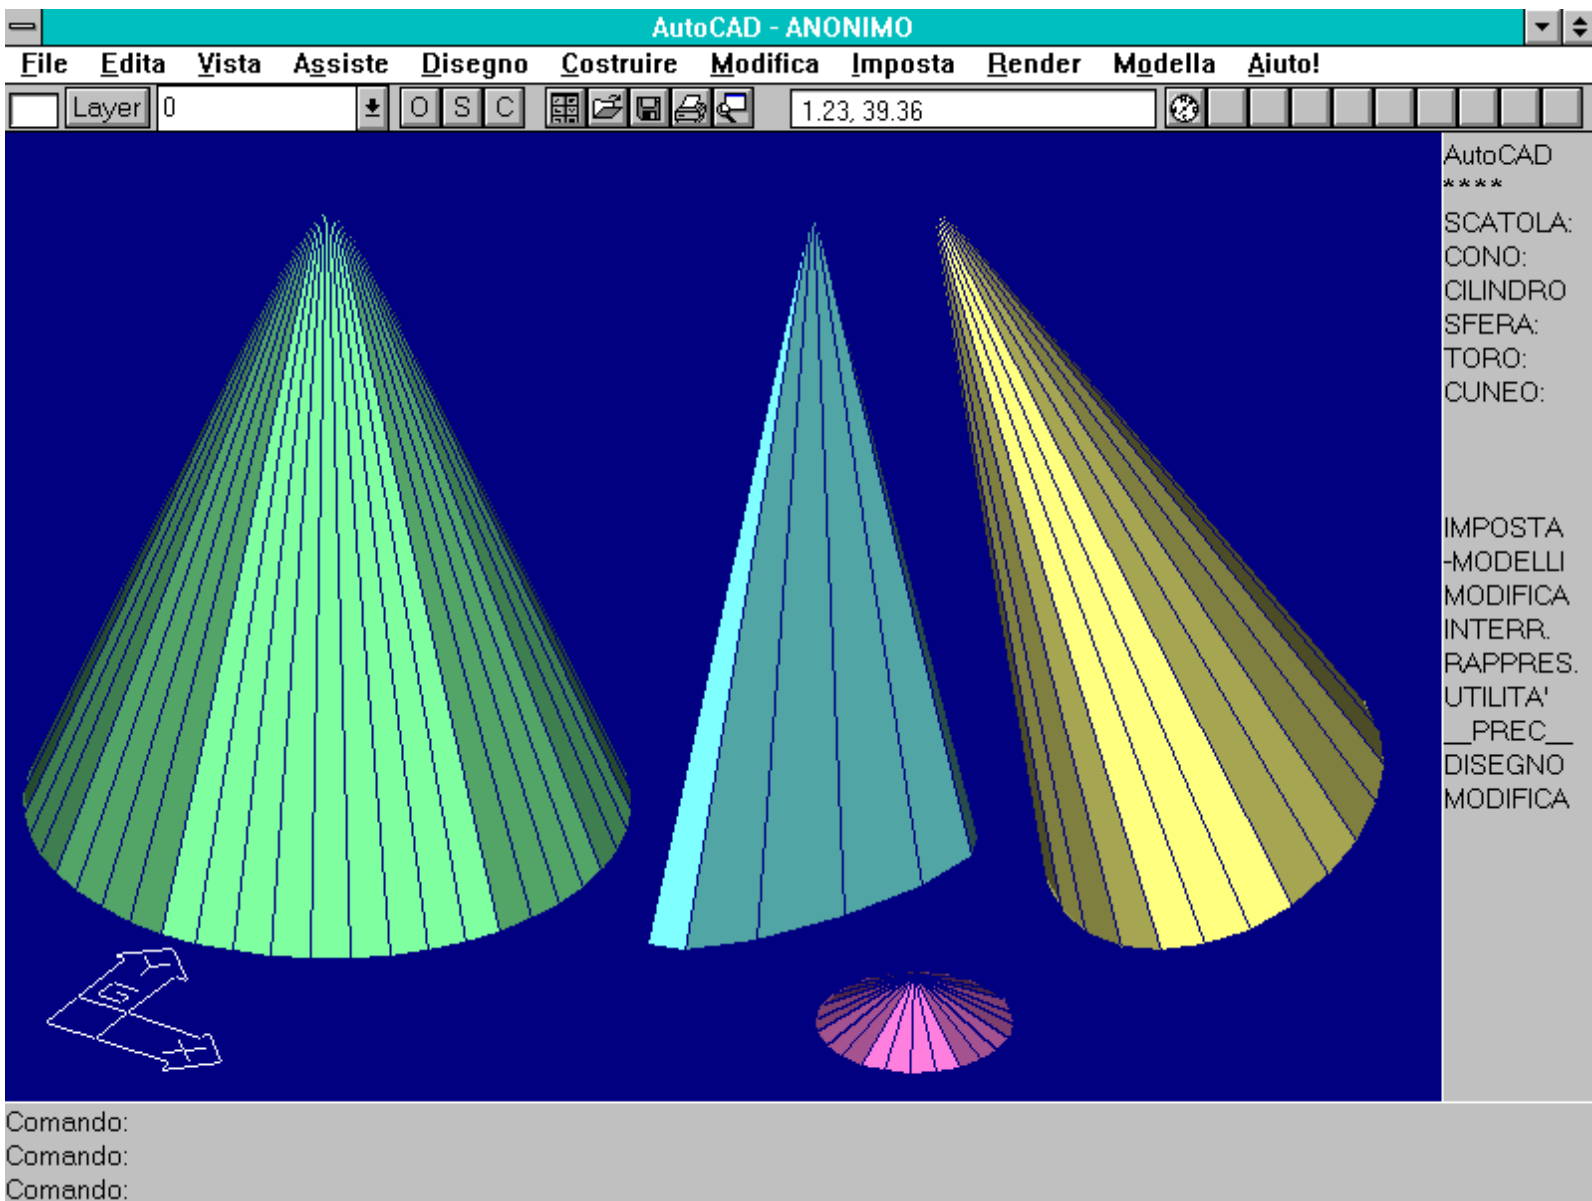 AutoCAD - ANONIMO
File Edita Vista Assiste Disegno Costruire Modifica Imposta Render Modella Aiuto!
Layer 0 O S C 1.23, 39.36
AutoCAD
****
SCATOLA:
CONO:
CILINDRO
SFERA:
TORO:
CUNEO:
IMPOSTA
-MODELLI
MODIFICA
INTERR.
RAPPRES.
UTILITA'
__PREC__
DISEGNO
MODIFICA
Y
G
X
Comando:
Comando:
Comando: